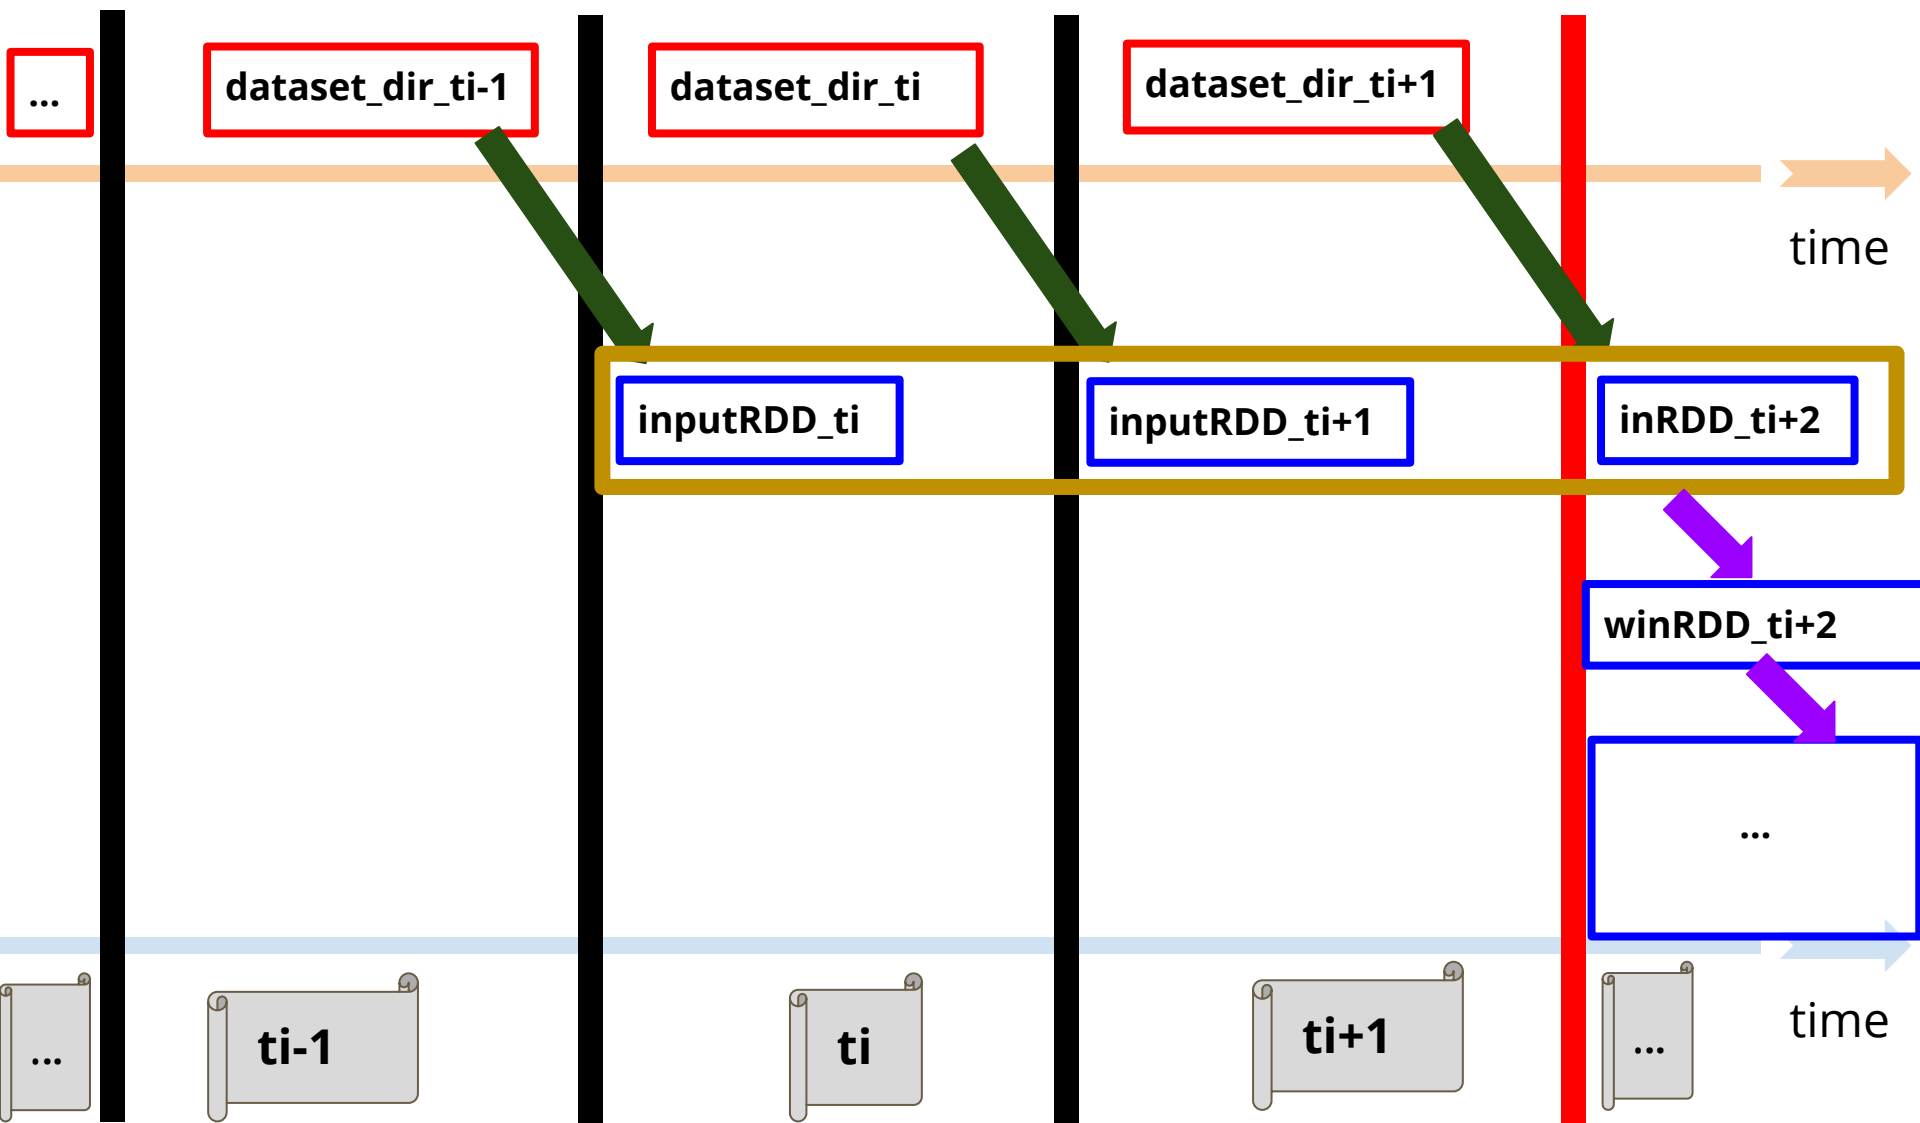 ...
dataset_dir_ti-1
dataset_dir_ti
dataset_dir_ti+1
time
inputRDD_ti
inputRDD_ti+1
inRDD_ti+2
winRDD_ti+2
...
...
ti-1
ti
ti+1
...
time